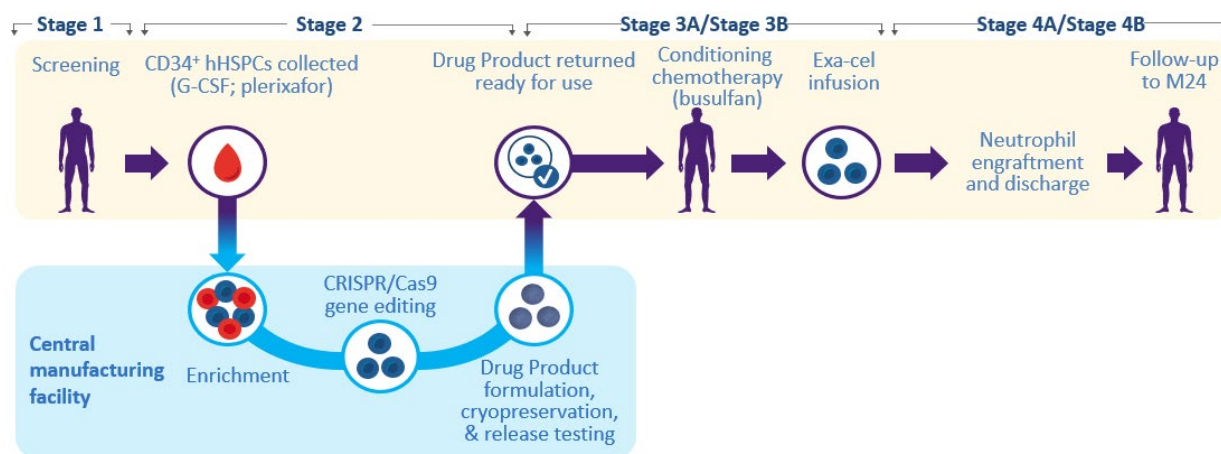 Stage 1
Stage 2
Stage 3A/Stage 3B
Stage 4A/Stage 4B
Screening
CD34⁺ hHSPCs collected
(G-CSF; plerixafor)
Drug Product returned
ready for use
Conditioning
chemotherapy
(busulfan)
Exa-cel
infusion
Neutrophil
engraftment
and discharge
Follow-up
to M24
Central
manufacturing
facility
Enrichment
CRISPR/Cas9
gene editing
Drug Product
formulation,
cryopreservation,
& release testing